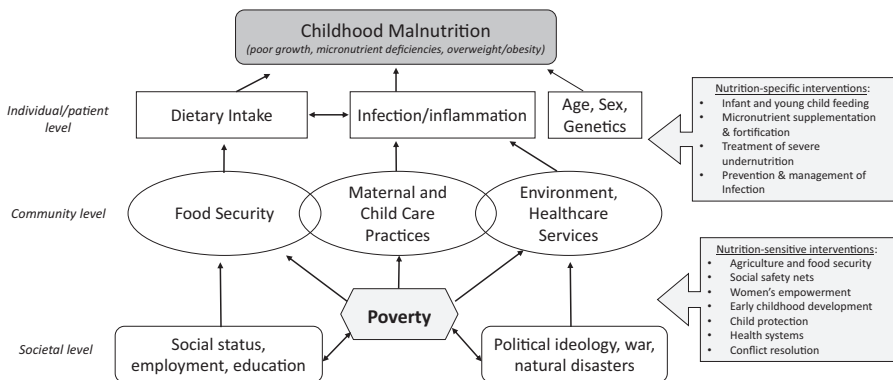 Childhood Malnutrition
(poor growth, micronutrient deficiencies, overweight/obesity)
Individual/patient
level
Dietary Intake
Infection/inflammation
Age, Sex,
Genetics
Nutrition-specific interventions:
• Infant and young child feeding
• Micronutrient supplementation
& fortification
• Treatment of severe
undernutrition
• Prevention & management of
Infection
Community level
Food Security
Maternal and
Child Care
Practices
Environment,
Healthcare
Services
Nutrition-sensitive interventions:
• Agriculture and food security
• Social safety nets
• Women's empowerment
• Early childhood development
• Child protection
• Health systems
• Conflict resolution
Poverty
Societal level
Social status,
employment, education
Political ideology, war,
natural disasters